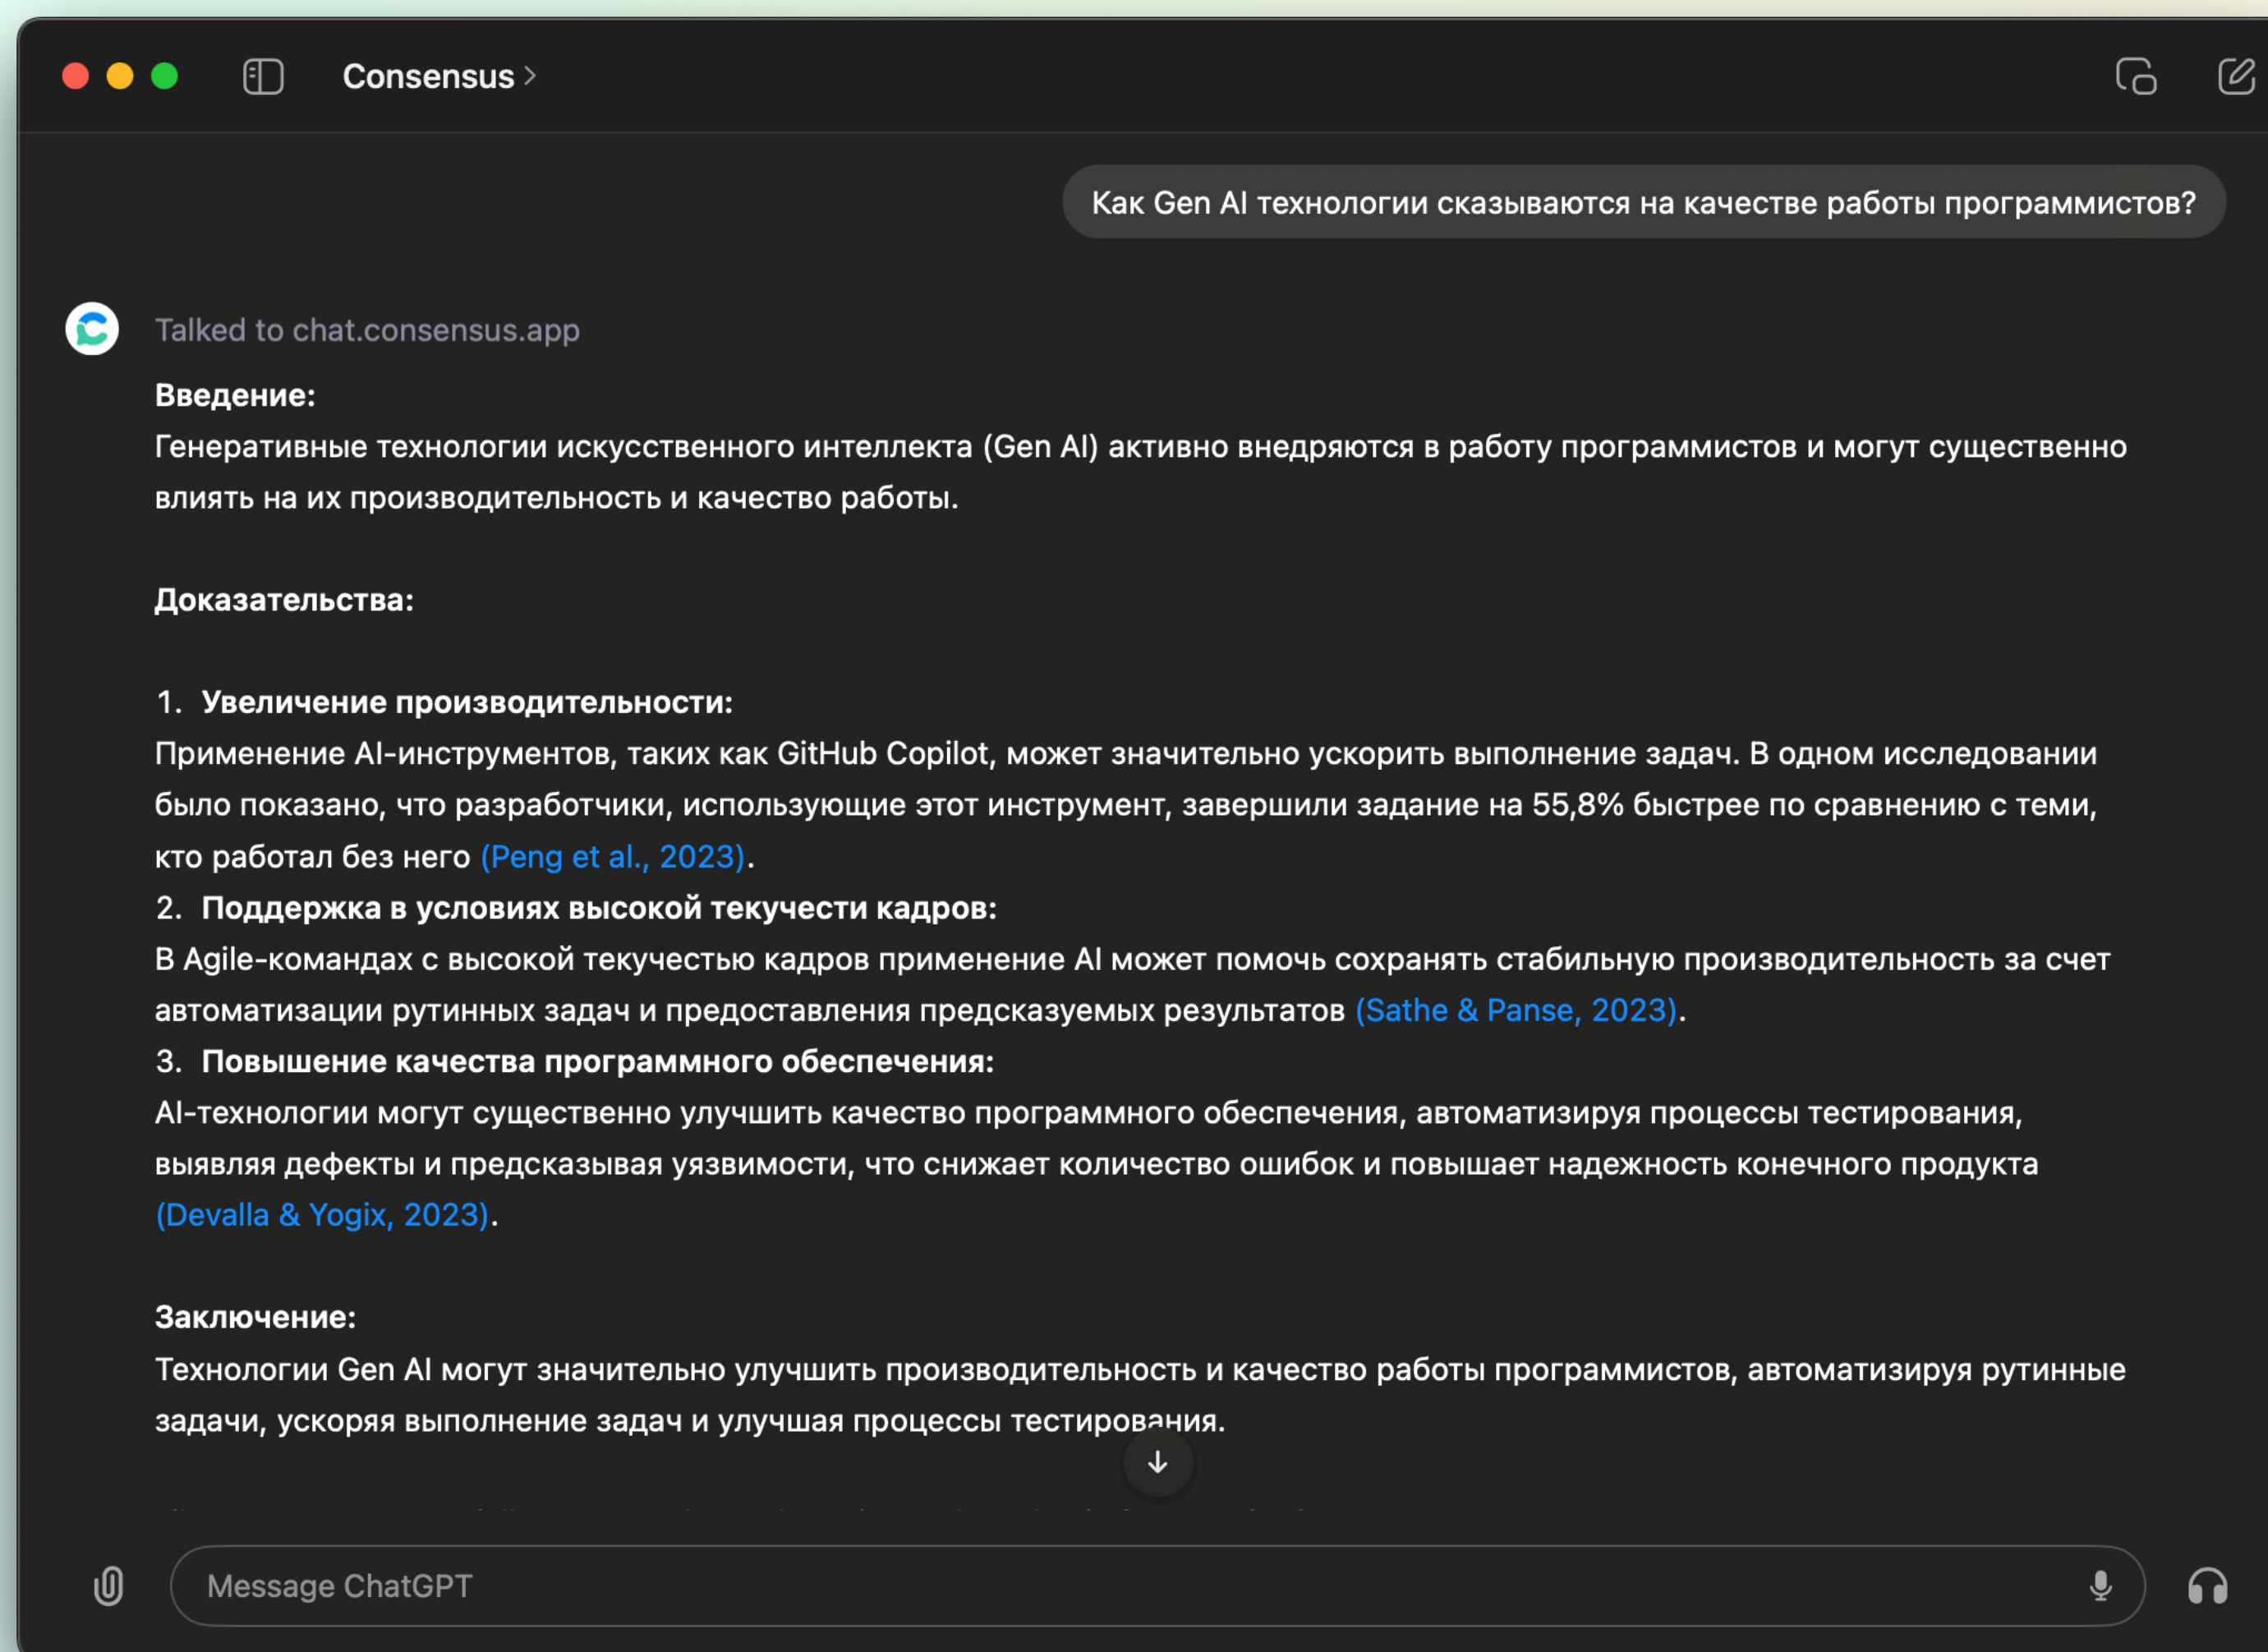 Consensus
Как Gen AI технологии сказываются на качестве работы программистов?
Talked to chat.consensus.app
Введение:
Генеративные технологии искусственного интеллекта (Gen AI) активно внедряются в работу программистов и могут существенно
влиять на их производительность и качество работы.
Доказательства:
1. Увеличение производительности:
Применение AI-инструментов, таких как GitHub Copilot, может значительно ускорить выполнение задач. В одном исследовании
было показано, что разработчики, использующие этот инструмент, завершили задание на 55,8% быстрее по сравнению с теми,
кто работал без него (Peng et al., 2023).
2. Поддержка в условиях высокой текучести кадров:
В Agile-командах с высокой текучестью кадров применение AI может помочь сохранять стабильную производительность за счет
автоматизации рутинных задач и предоставления предсказуемых результатов (Sathe & Panse, 2023).
3. Повышение качества программного обеспечения:
AI-технологии могут существенно улучшить качество программного обеспечения, автоматизируя процессы тестирования,
выявляя дефекты и предсказывая уязвимости, что снижает количество ошибок и повышает надежность конечного продукта
(Devalla & Yogix, 2023).
Заключение:
Технологии Gen AI могут значительно улучшить производительность и качество работы программистов, автоматизируя рутинные
задачи, ускоряя выполнение задач и улучшая процессы тестирования.
Message ChatGPT